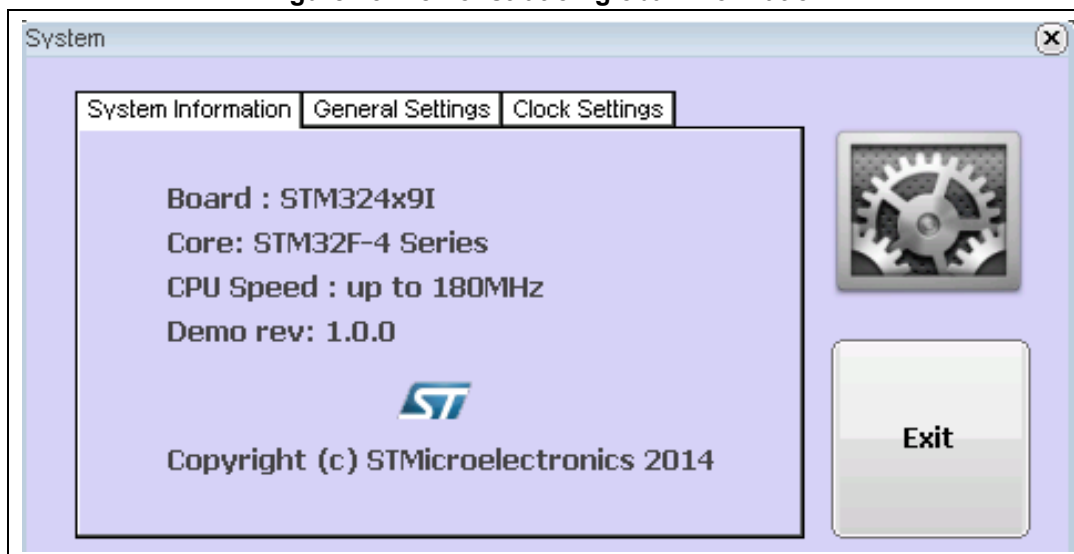 System
System Information General Settings Clock Settings
Board : STM324x9I
Core: STM32F-4 Series
CPU Speed : up to 180MHz
Demo rev: 1.0.0
ST
Copyright (c) STMicroelectronics 2014
Exit